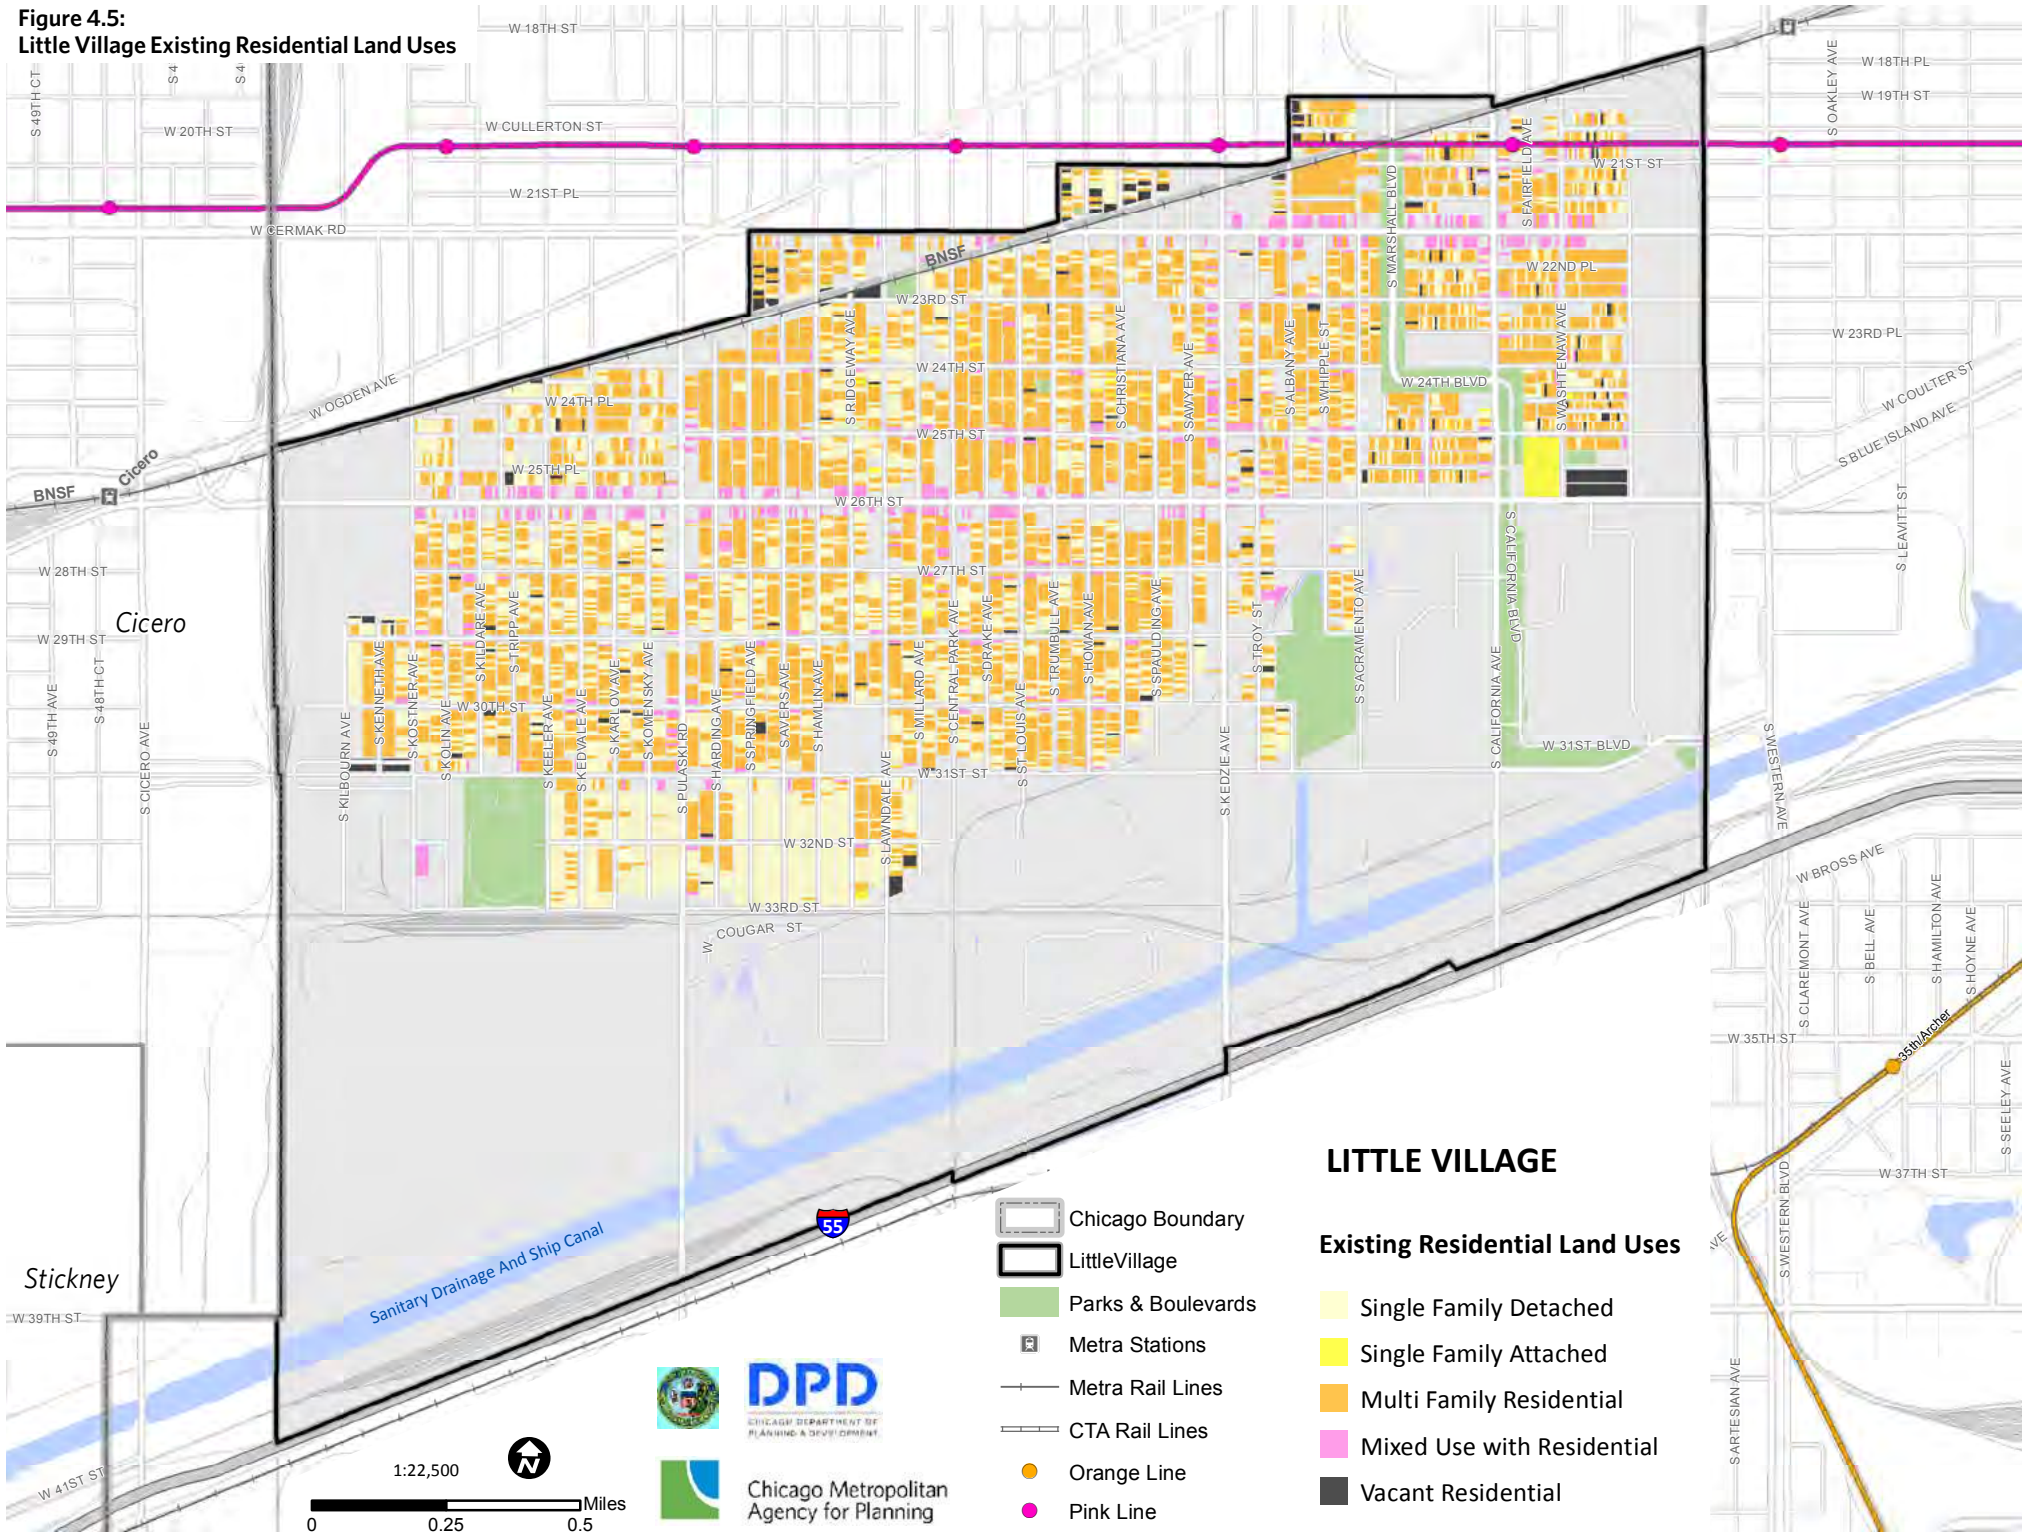 Figure 4.5:
Little Village Existing Residential Land Uses
W 18TH ST
S 49TH CT
S 4
S 4
W 20TH ST
W CULLERTON ST
W 21ST PL
W CERMAK RD
S OAKLEY AVE
W 18TH PL
W 19TH ST
W 21ST ST
S FAIRFIELD AVE
S MARSHALL BLVD
BNSF
W 22ND PL
W 23RD ST
W 23RD PL
S RIDGEWAY AVE
S CHRISTIANA AVE
S SAWYER AVE
S ALBANY AVE
S WHIPPLE ST
S WASHTENAW AVE
W 24TH ST
W 24TH BLVD
W OGDEN AVE
W 24TH PL
W COULTER ST
S BLUE ISLAND AVE
W 25TH ST
W 25TH PL
BNSF
Cicero
W 26TH ST
S LEAVITT ST
S CALIFORNIA BLVD
W 28TH ST
W 27TH ST
Cicero
W 29TH ST
S 49TH AVE
S 48TH CT
S CICERO AVE
S KILBOURN AVE
S KENNETH AVE
S KOSTNER AVE
S KOLIN AVE
S KILDARE AVE
S TRIPP AVE
S KEELER AVE
S KEDVALE AVE
S KARLOV AVE
S KOMENSKY AVE
S PULASKI RD
S HARDING AVE
S SPRINGFIELD AVE
S AVERS AVE
S HAMLIN AVE
S LAWNDALE AVE
S MILLARD AVE
S CENTRAL PARK AVE
S DRAKE AVE
S ST LOUIS AVE
S TRUMBULL AVE
S HOMAN AVE
S SPAULDING AVE
S KEDZIE AVE
S TROY ST
S SACRAMENTO AVE
S CALIFORNIA AVE
S WESTERN AVE
W 30TH ST
W 31ST BLVD
W 31ST ST
W 32ND ST
W 33RD ST
W COUGAR ST
W BROSS AVE
S CLAREMONT AVE
S BELL AVE
S HAMILTON AVE
S HOYNE AVE
W 35TH ST
35th/Archer
S SEELEY AVE
W 37TH ST
S WESTERN BLVD
AVE
S ARTESIAN AVE
Stickney
W 39TH ST
Sanitary Drainage And Ship Canal
55
W 41ST ST
LITTLE VILLAGE
Chicago Boundary
LittleVillage
Parks & Boulevards
Metra Stations
Metra Rail Lines
CTA Rail Lines
Orange Line
Pink Line
Existing Residential Land Uses
Single Family Detached
Single Family Attached
Multi Family Residential
Mixed Use with Residential
Vacant Residential
DPD
CHICAGO DEPARTMENT OF
PLANNING & DEVELOPMENT
Chicago Metropolitan
Agency for Planning
1:22,500
N
Miles
0 0.25 0.5